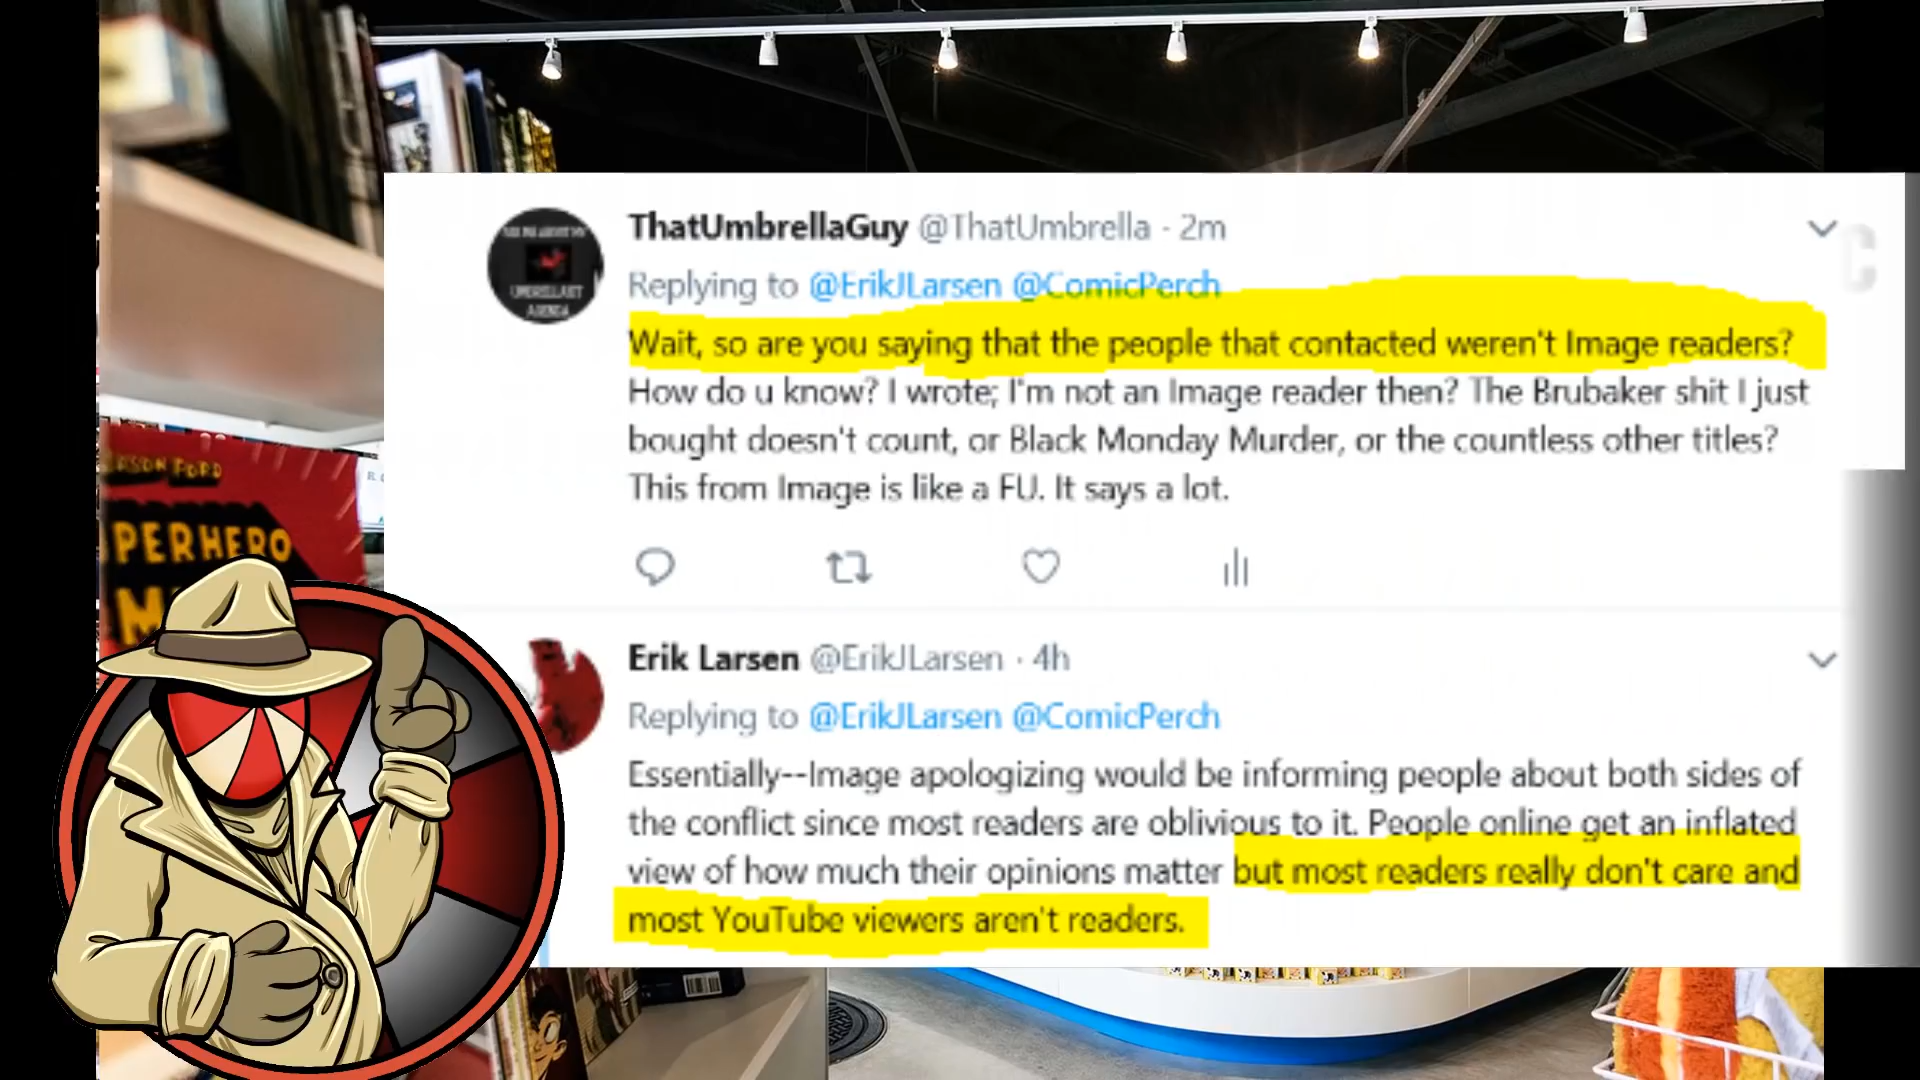 ThatUmbrellaGuy @ThatUmbrella · 2m
Replying to @ErikJLarsen @ComicPerch
Wait, so are you saying that the people that contacted weren't Image readers?
How do u know? I wrote; I'm not an Image reader then? The Brubaker shit I just
bought doesn't count, or Black Monday Murder, or the countless other titles?
This from Image is like a FU. It says a lot.
Erik Larsen @ErikJLarsen · 4h
Replying to @ErikJLarsen @ComicPerch
Essentially--Image apologizing would be informing people about both sides of
the conflict since most readers are oblivious to it. People online get an inflated
view of how much their opinions matter but most readers really don't care and
most YouTube viewers aren't readers.
C
ASON FORD
PERHERO
M
UMBRELLA
AGENDA